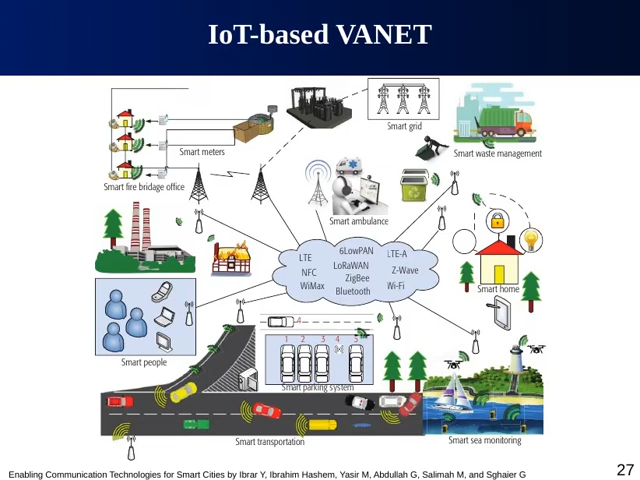 IoT-based VANET
Smart grid
Smart meters
Smart waste management
Smart fire bridage office
Smart ambulance
LTE
6LowPAN
LTE-A
NFC
LoRaWAN
Z-Wave
ZigBee
WiMax
Bluetooth
Wi-Fi
Smart home
4
1 2 3 4 5
Smart people
Smart parking system
Smart transportation
Smart sea monitoring
Enabling Communication Technologies for Smart Cities by Ibrar Y, Ibrahim Hashem, Yasir M, Abdullah G, Salimah M, and Sghaier G
27